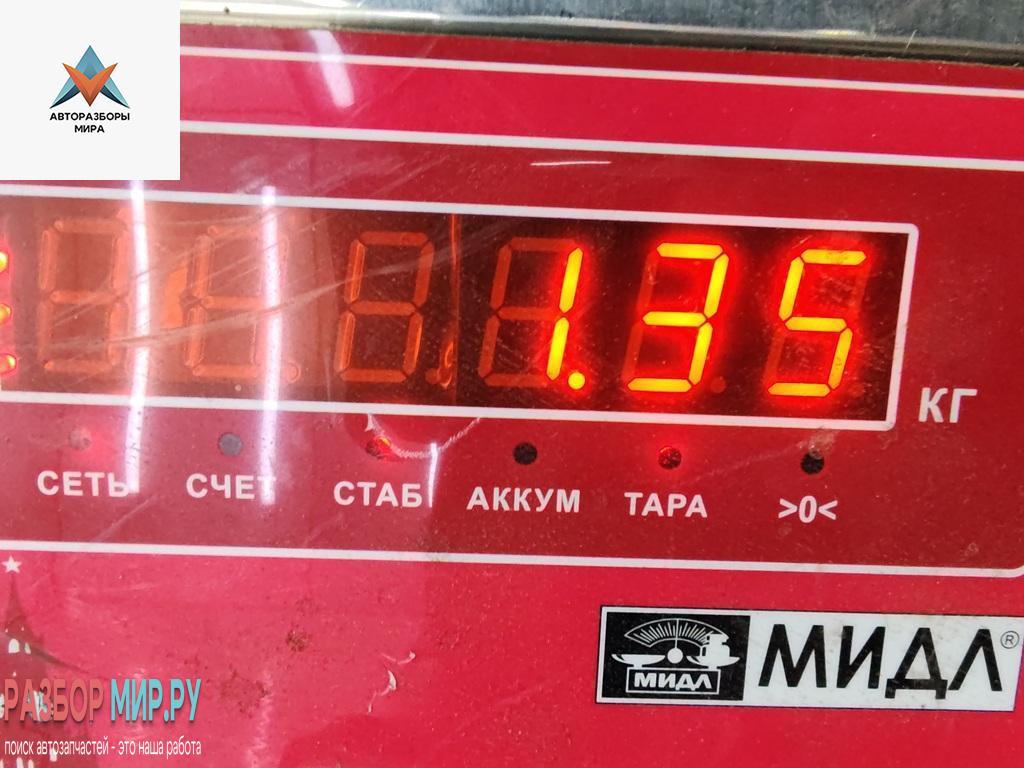 АВТОРАЗБОРЫ
МИРА
1.35
КГ
СЕТЬ СЧЕТ СТАБ АККУМ ТАРА >0<
МИДЛ МИДЛ®
РАЗБОР МИР.РУ
поиск автозапчастей - это наша работа